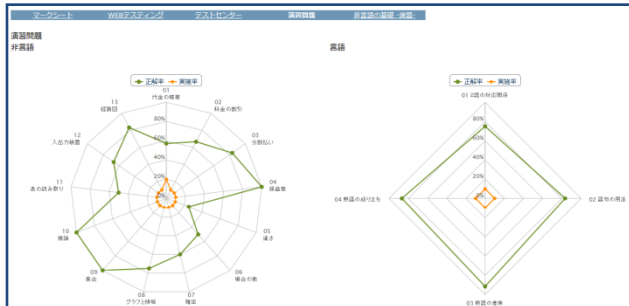 マークシート WEBテスティング テストセンター 演習問題 非言語の基礎 -演習-
演習問題
非言語 言語
正解率 実施率
01
代金の精算
02
料金の割引
03
分割払い
04
損益算
05
速さ
06
場合の数
07
確率
08
グラフと領域
09
集合
10
推論
11
表の読み取り
12
入出力装置
13
経路図
80%
60%
40%
20%
0%
正解率 実施率
01 2語の対応関係
02 語句の用法
03 熟語の意味
04 熟語の成り立ち
80%
60%
40%
20%
0%